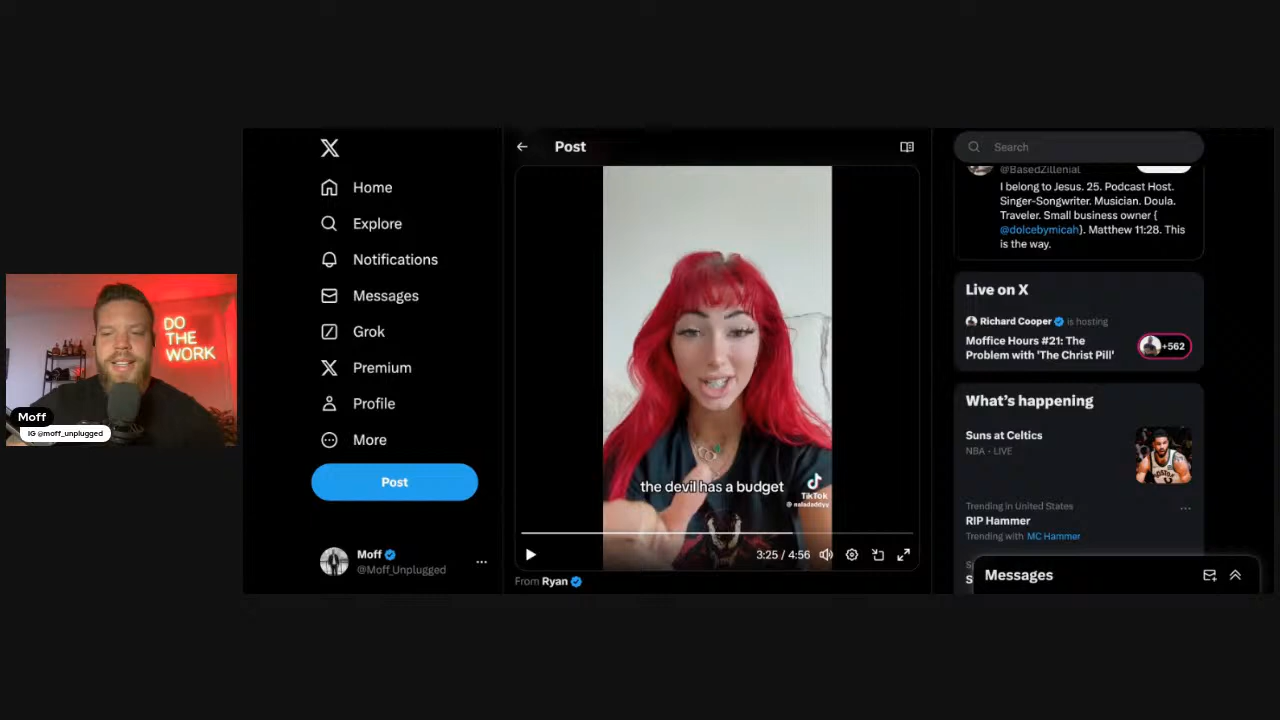 DO
THE
WORK
Moff
IG @moff_unplugged
X
Home
Explore
Notifications
Messages
Grok
Premium
Profile
More
Post
Moff
@Moff_Unplugged
Post
the devil has a budget
TikTok
3:25 / 4:56
From Ryan
Search
@BasedZillenial
I belong to Jesus. 25. Podcast Host.
Singer-Songwriter. Musician. Doula.
Traveler. Small business owner {
@dolcebymicah}. Matthew 11:28. This
is the way.
Live on X
Richard Cooper is hosting
Moffice Hours #21: The
Problem with 'The Christ Pill'
+562
What's happening
Suns at Celtics
NBA · LIVE
Trending in United States
RIP Hammer
Trending with MC Hammer
Messages